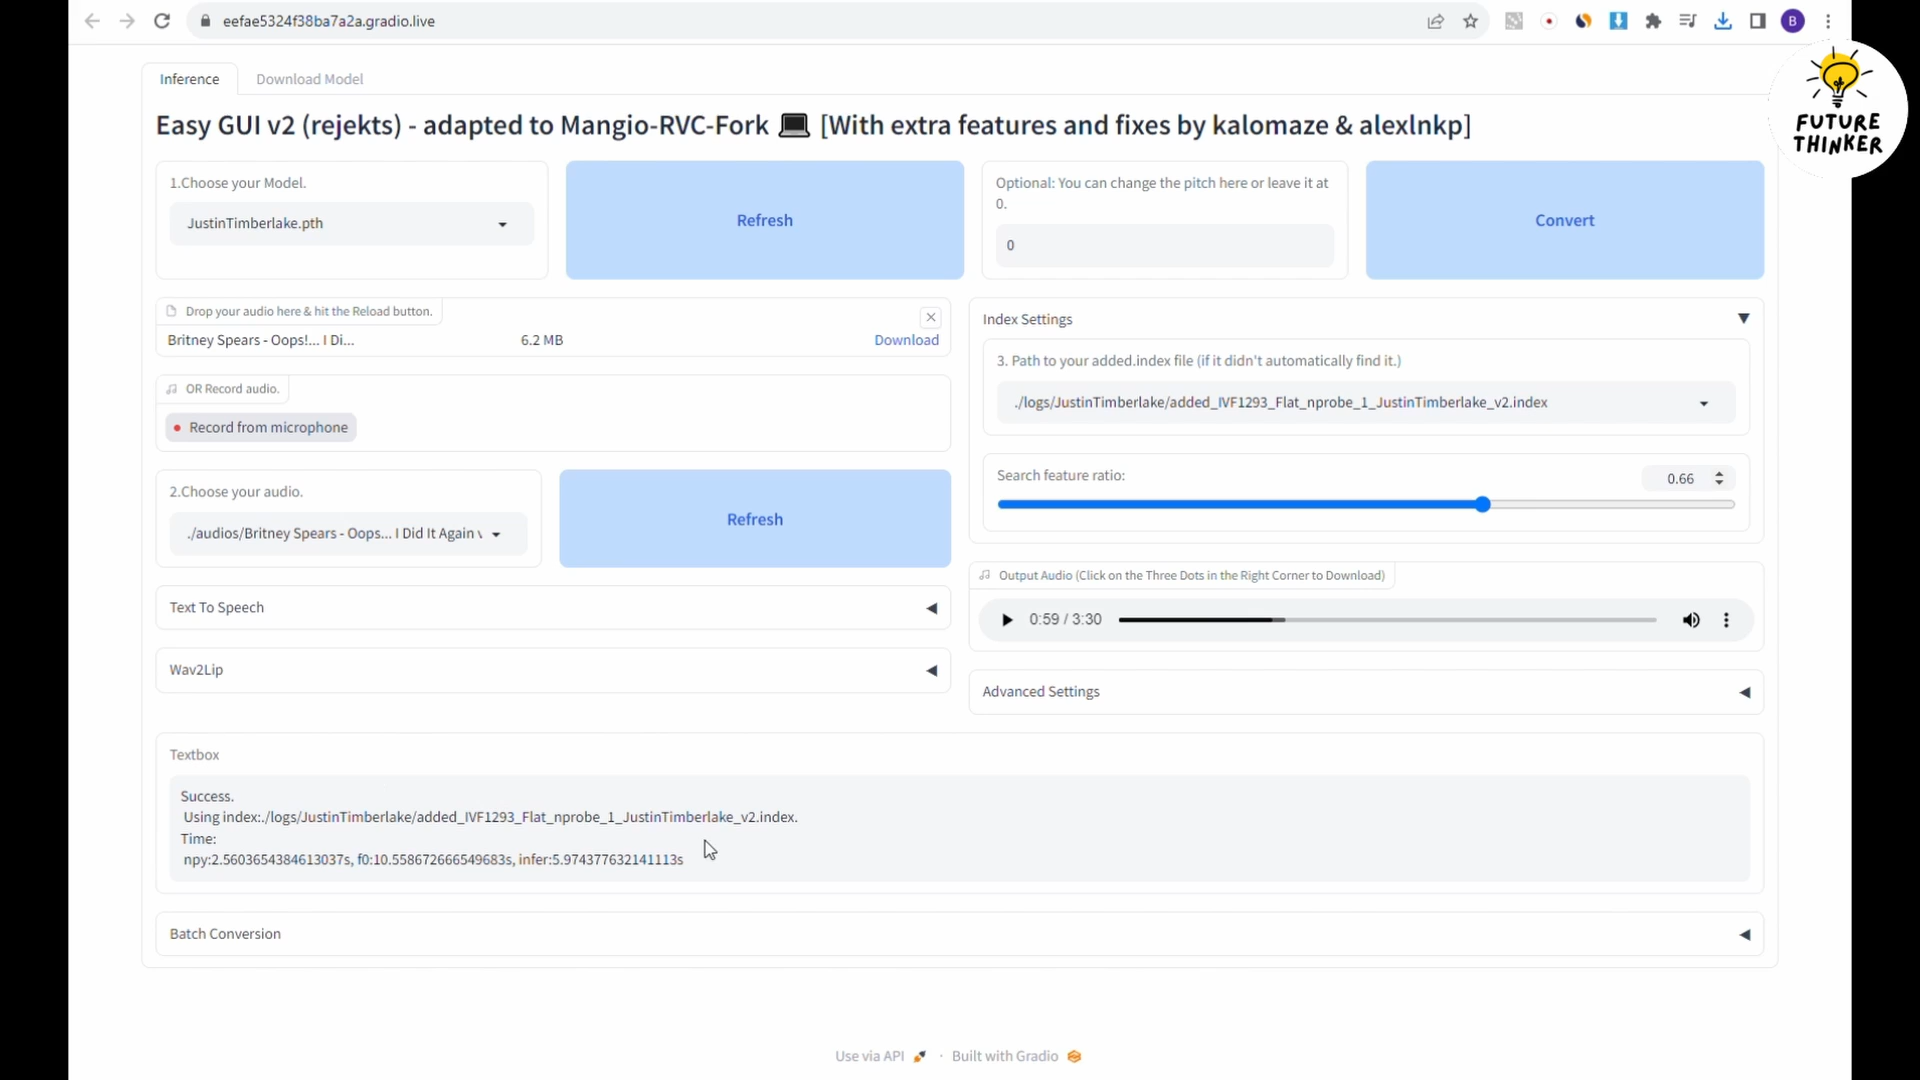 eefae5324f38ba7a2a.gradio.live
B
FUTURE
THINKER
Inference
Download Model
Easy GUI v2 (rejekts) - adapted to Mangio-RVC-Fork 💻 [With extra features and fixes by kalomaze & alexlnkp]
1.Choose your Model.
JustinTimberlake.pth
Refresh
Optional: You can change the pitch here or leave it at
0.
0
Convert
Drop your audio here & hit the Reload button.
Britney Spears - Oops!... I Di...
6.2 MB
Download
OR Record audio.
Record from microphone
2.Choose your audio.
./audios/Britney Spears - Oops... I Did It Again
Refresh
Text To Speech
Wav2Lip
Index Settings
3. Path to your added.index file (if it didn't automatically find it.)
./logs/JustinTimberlake/added_IVF1293_Flat_nprobe_1_JustinTimberlake_v2.index
Search feature ratio:
0.66
Output Audio (Click on the Three Dots in the Right Corner to Download)
0:59 / 3:30
Advanced Settings
Textbox
Success.
Using index:./logs/JustinTimberlake/added_IVF1293_Flat_nprobe_1_JustinTimberlake_v2.index.
Time:
npy:2.5603654384613037s, f0:10.558672666549683s, infer:5.974377632141113s
Batch Conversion
Use via API 🚀 · Built with Gradio